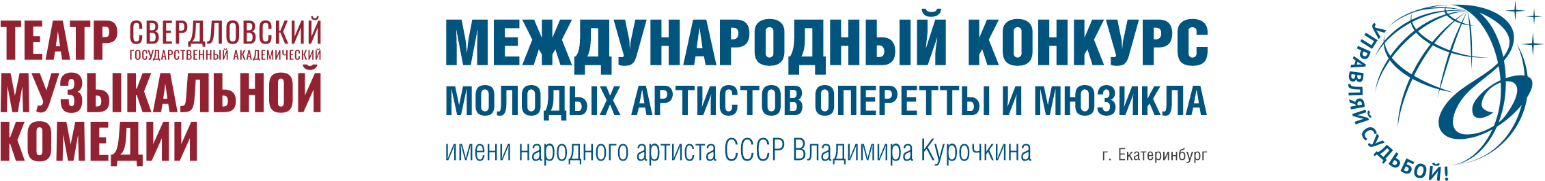 ТЕАТР СВЕРДЛОВСКИЙ
ГОСУДАРСТВЕННЫЙ АКАДЕМИЧЕСКИЙ
МУЗЫКАЛЬНОЙ
КОМЕДИИ
МЕЖДУНАРОДНЫЙ КОНКУРС
МОЛОДЫХ АРТИСТОВ ОПЕРЕТТЫ И МЮЗИКЛА
имени народного артиста СССР Владимира Курочкина
г. Екатеринбург
УПРАВЛЯЙ СУДЬБОЙ!